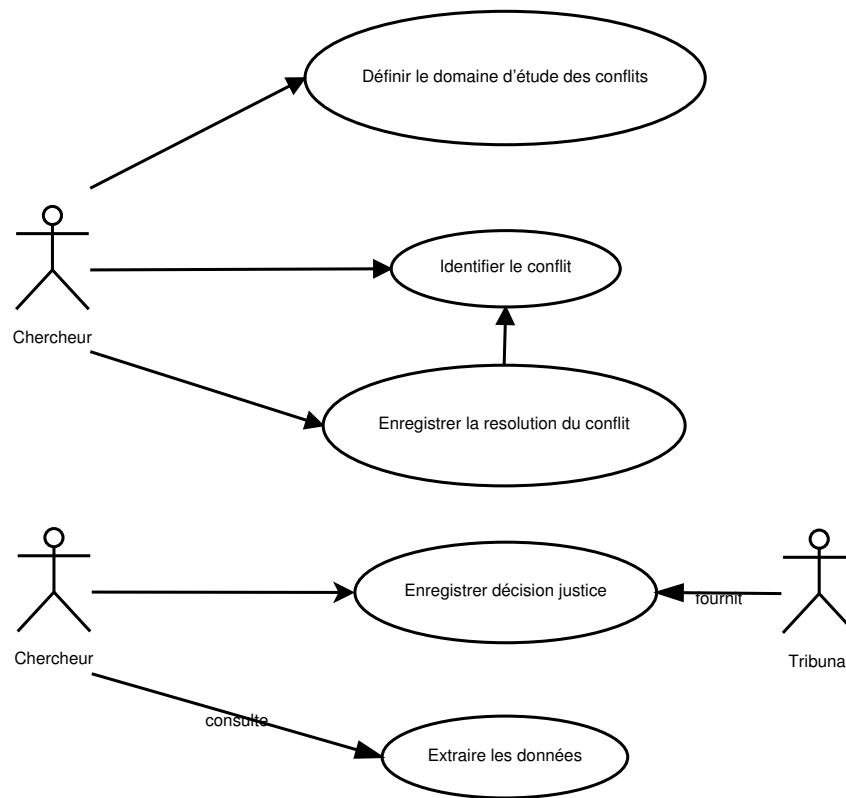 Définir le domaine d'étude des conflits
Identifier le conflit
Chercheur
Enregistrer la resolution du conflit
Enregistrer décision justice
fournit
Chercheur
Tribuna
consulte
Extraire les données